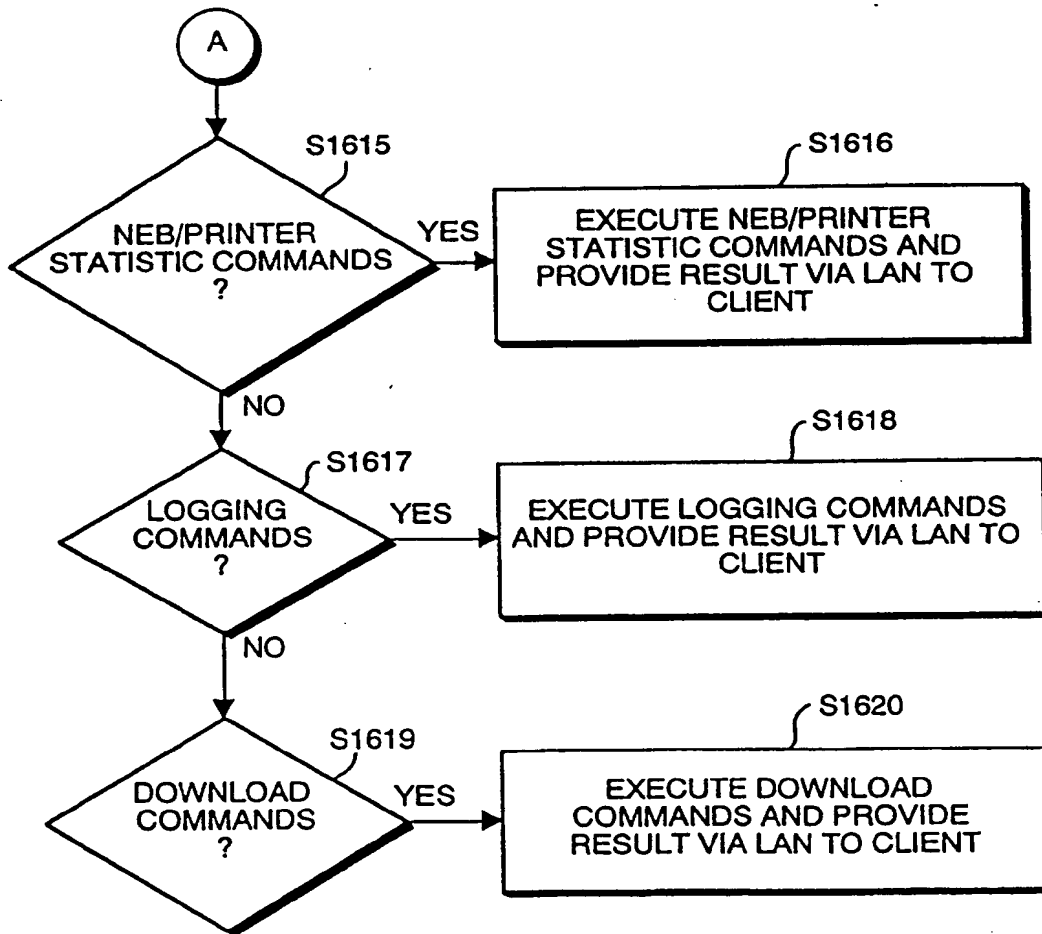 A
S1615
NEB/PRINTER
STATISTIC COMMANDS
?
YES
S1616
EXECUTE NEB/PRINTER
STATISTIC COMMANDS AND
PROVIDE RESULT VIA LAN TO
CLIENT
NO
S1617
LOGGING
COMMANDS
?
YES
S1618
EXECUTE LOGGING COMMANDS
AND PROVIDE RESULT VIA LAN TO
CLIENT
NO
S1619
DOWNLOAD
COMMANDS
?
YES
S1620
EXECUTE DOWNLOAD
COMMANDS AND PROVIDE
RESULT VIA LAN TO CLIENT